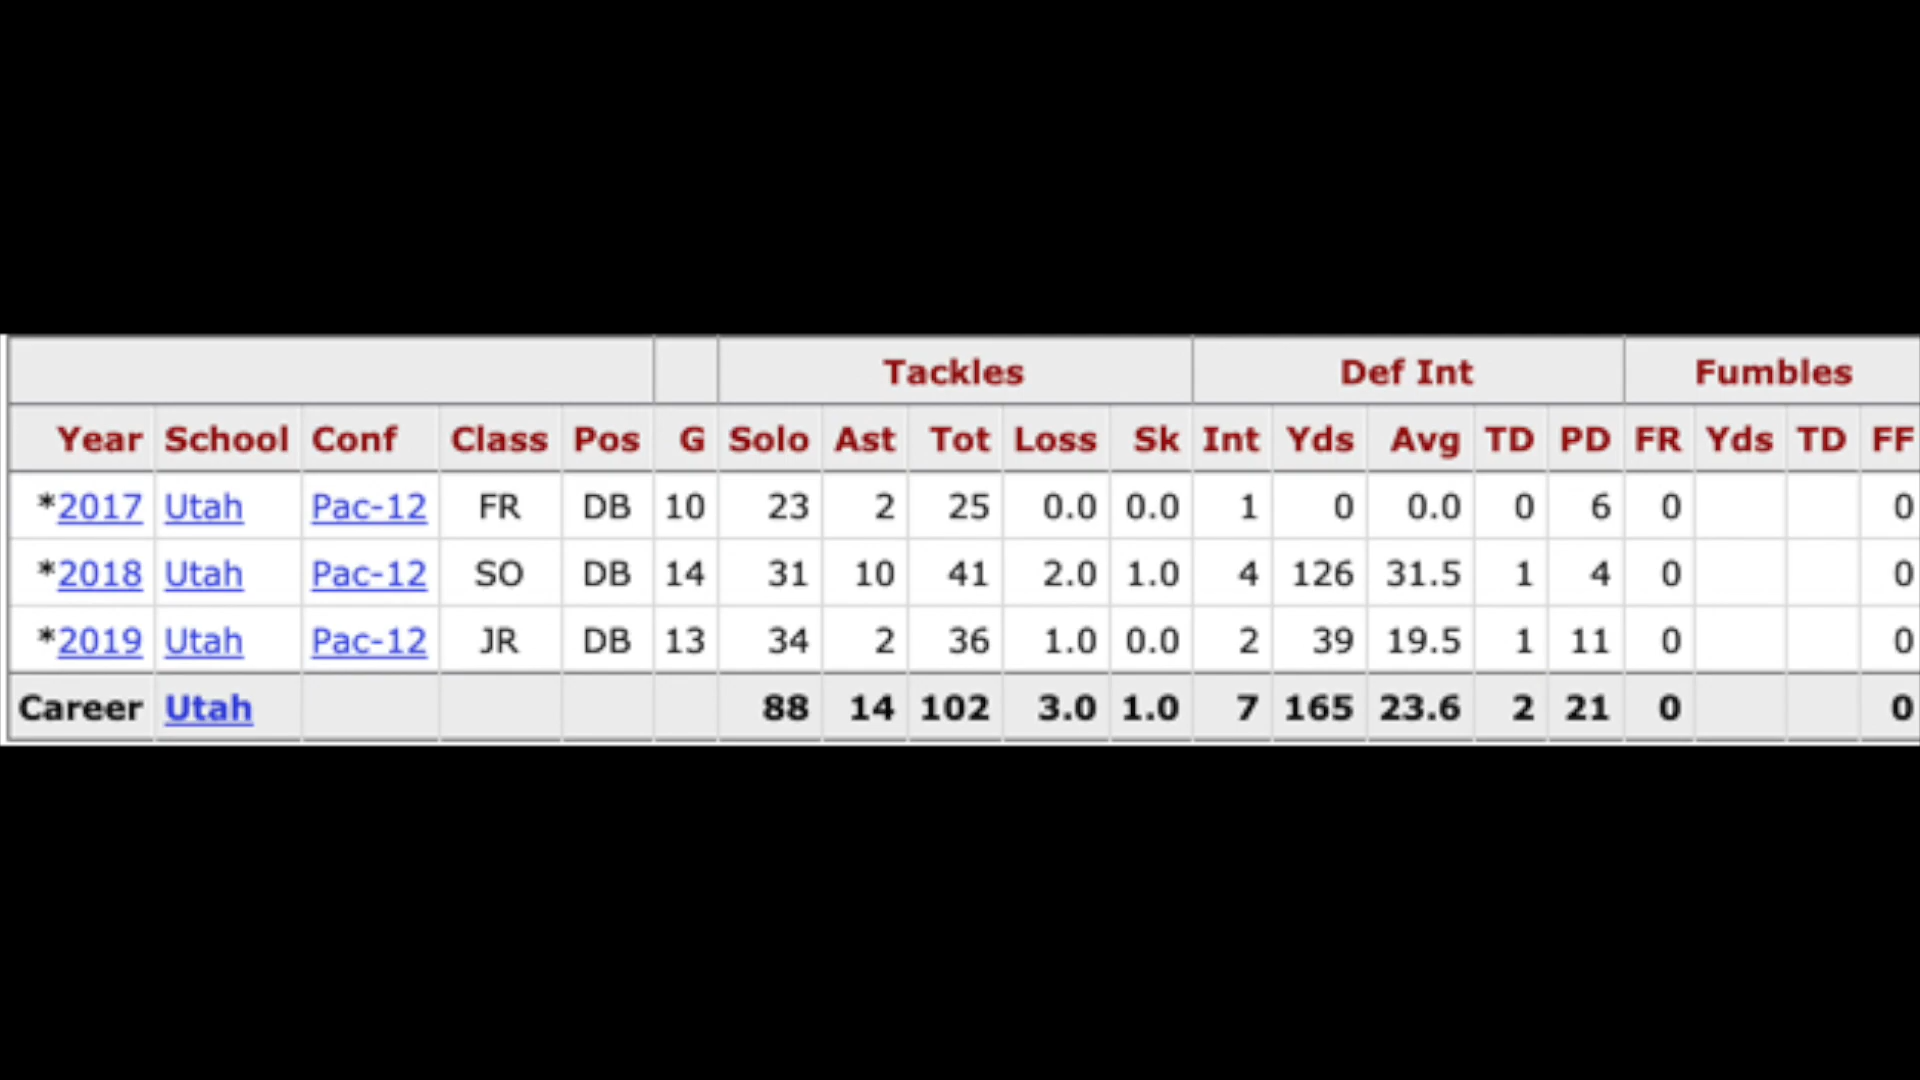 Tackles Def Int Fumbles
Year School Conf Class Pos G Solo Ast Tot Loss Sk Int Yds Avg TD PD FR Yds TD FF
*2017 Utah Pac-12 FR DB 10 23 2 25 0.0 0.0 1 0 0.0 0 6 0 0
*2018 Utah Pac-12 SO DB 14 31 10 41 2.0 1.0 4 126 31.5 1 4 0 0
*2019 Utah Pac-12 JR DB 13 34 2 36 1.0 0.0 2 39 19.5 1 11 0 0
Career Utah 88 14 102 3.0 1.0 7 165 23.6 2 21 0 0